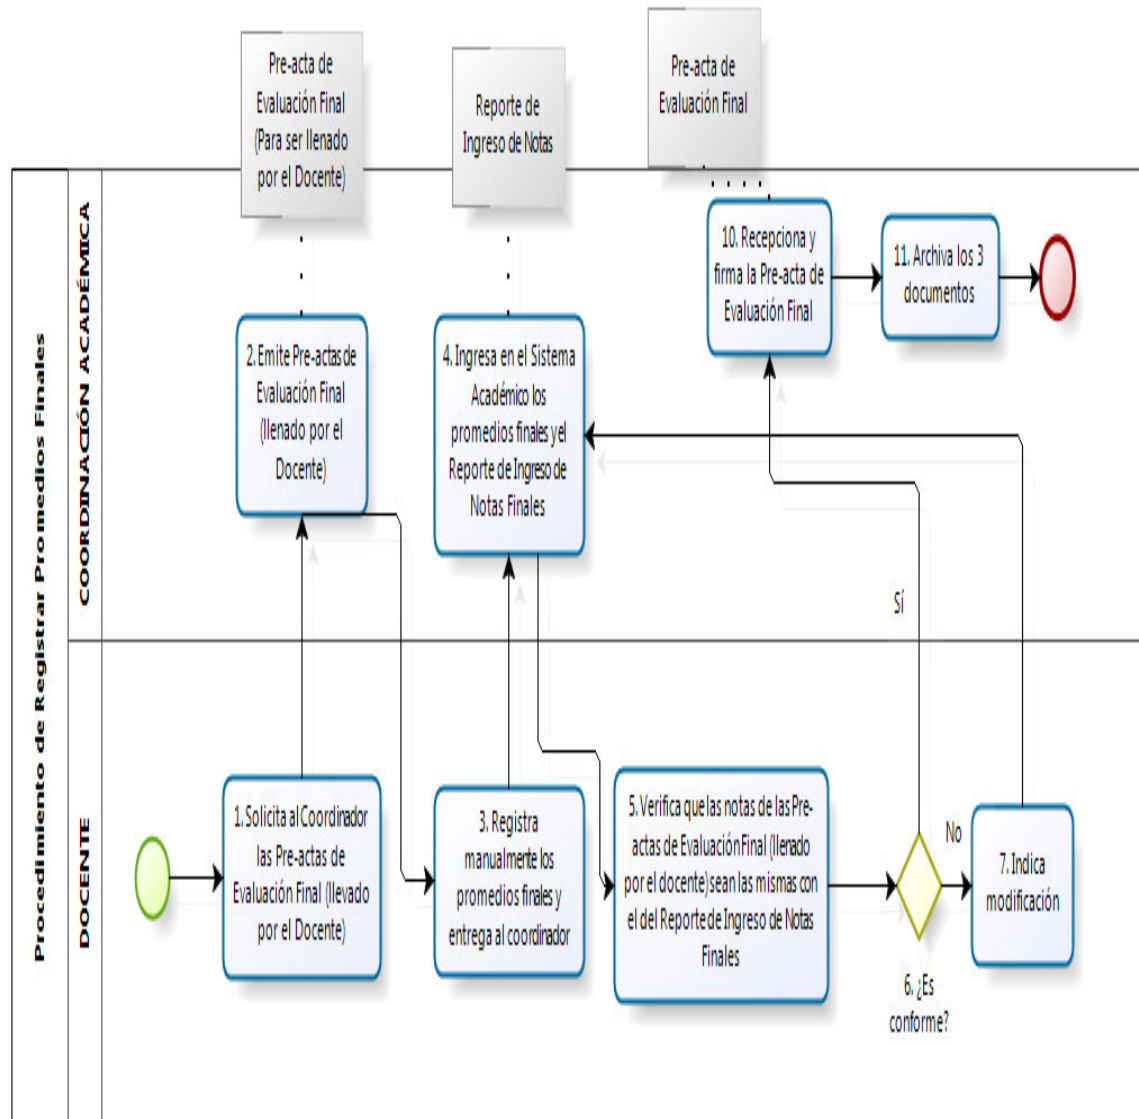 Pre-acta de
Evaluación Final
(Para ser llenado
por el Docente)
Reporte de
Ingreso de Notas
Pre-acta de
Evaluación Final
Procedimiento de Registrar Promedios Finales
COORDINACIÓN ACADÉMICA
2. Emite Pre-actas de
Evaluación Final
(llenado por el
Docente)
4. Ingresa en el Sistema
Académico los
promedios finales y el
Reporte de Ingreso de
Notas Finales
10. Recepciona y
firma la Pre-acta de
Evaluación Final
11. Archiva los 3
documentos
Sí
DOCENTE
1. Solicita al Coordinador
las Pre-actas de
Evaluación Final (llevado
por el Docente)
3. Registra
manualmente los
promedios finales y
entrega al coordinador
5. Verifica que las notas de las Pre-
actas de Evaluación Final (llenado
por el docente) sean las mismas con
el del Reporte de Ingreso de Notas
Finales
6. ¿Es
conforme?
No
7. Indica
modificación